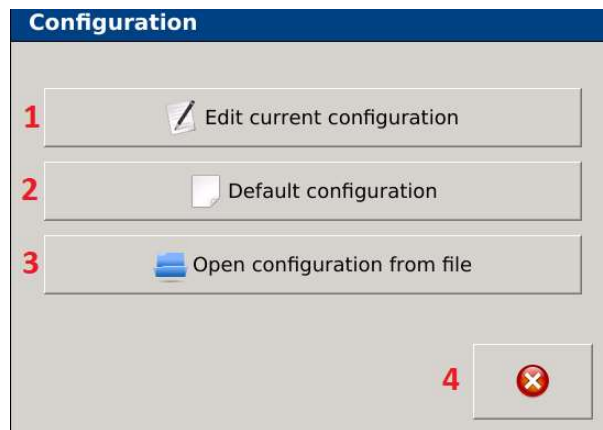 Configuration
1 Edit current configuration
2 Default configuration
3 Open configuration from file
4